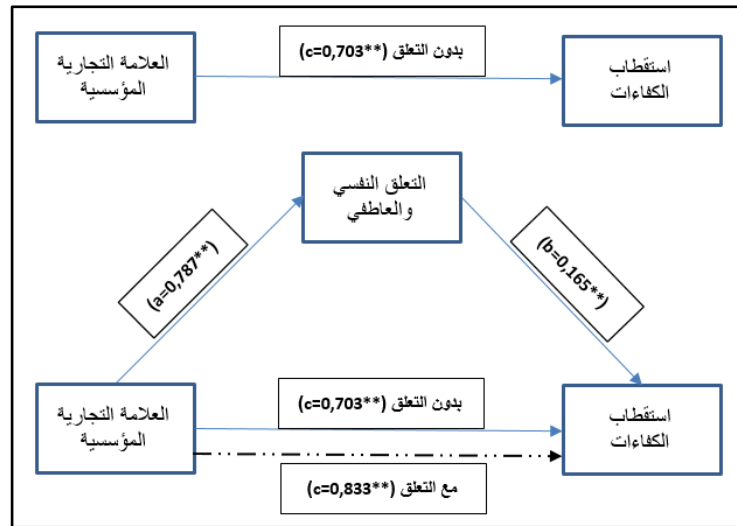 بدون التعلق (c=0,703**)
العلامة التجارية
المؤسسية
استقطاب
الكفاءات
التعلق النفسي
والعاطفي
(a=0,787**)
(b=0,165**)
العلامة التجارية
المؤسسية
بدون التعلق (c=0,703**)
استقطاب
الكفاءات
مع التعلق (c=0,833**)